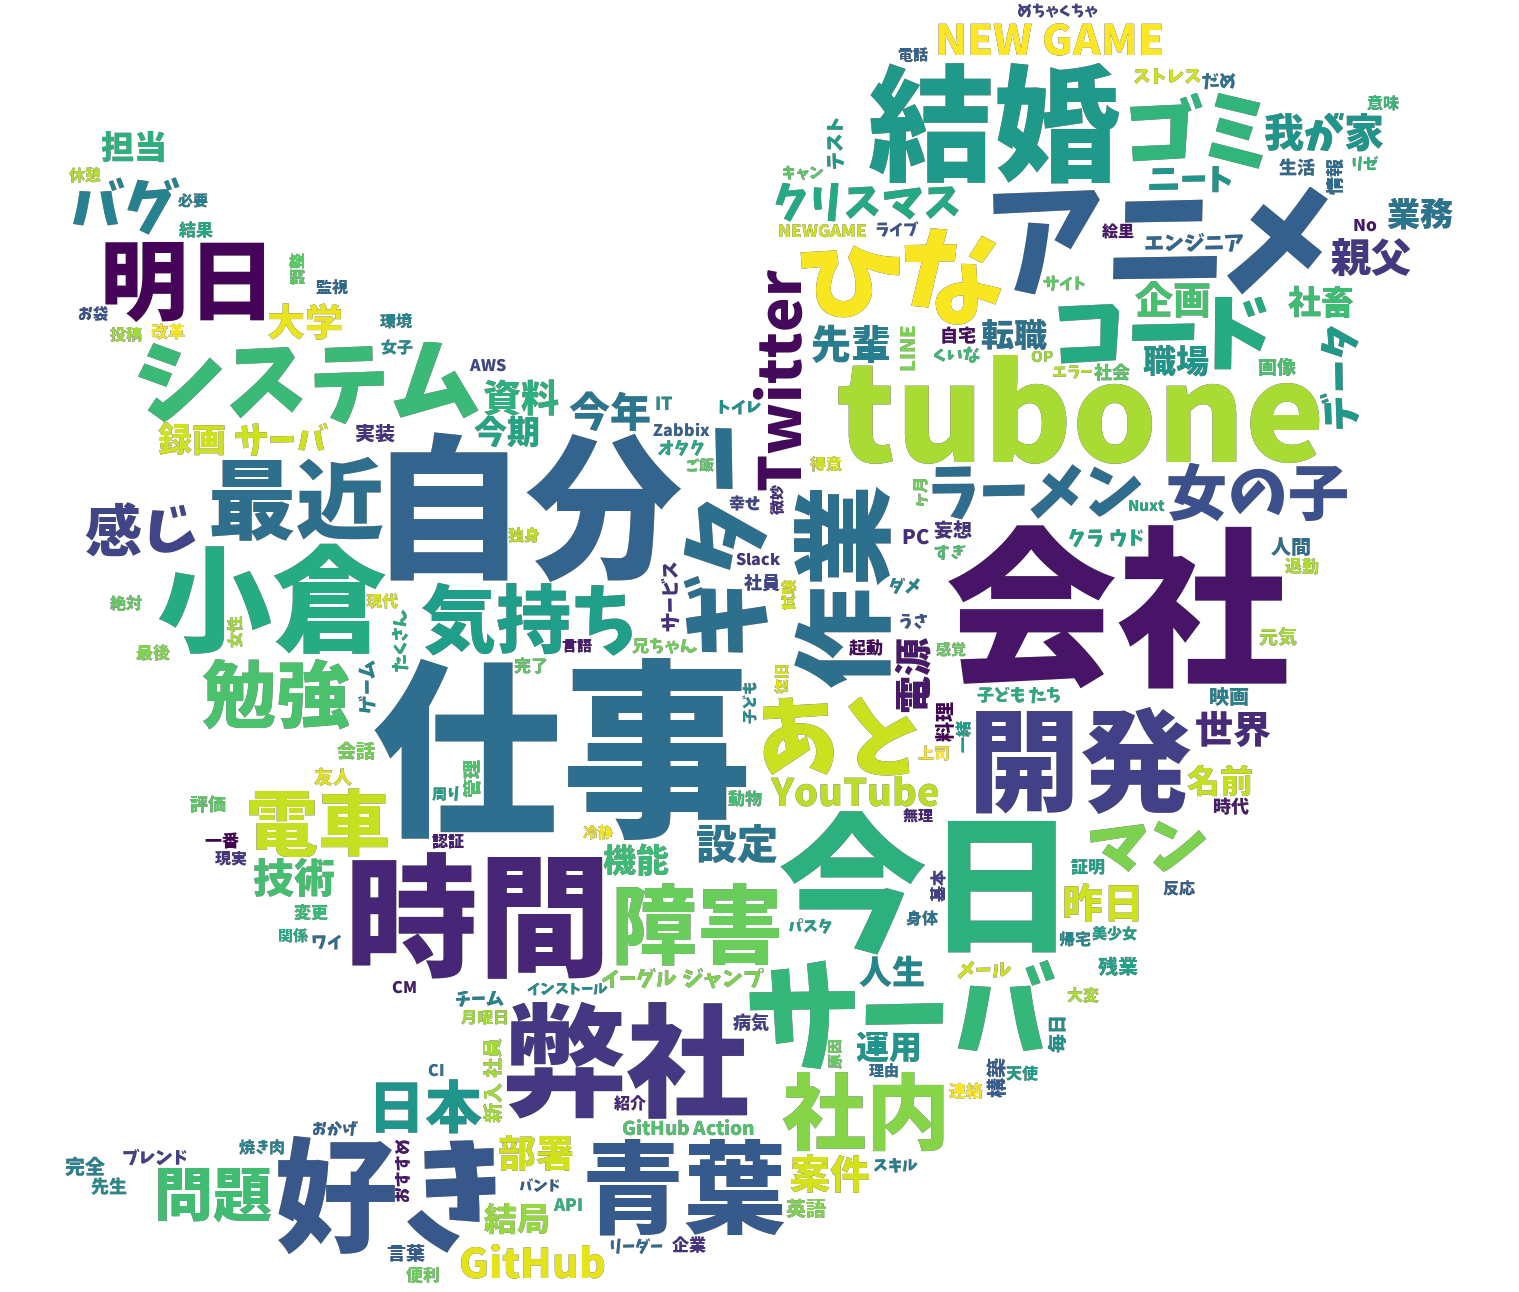 めちゃくちゃ
NEW GAME
電話
結婚
ストレス
だめ
ゴミ
意味
我が家
テスト
担当
休憩
バグ
必要
結果
キャン
クリスマス
ニート
生活
情報
リゼ
アニメ
No
業務
NEWGAME
ライブ
絵里
エンジニア
親父
明日
調整
監視
ひな
サイト
企画
社畜
お袋
投稿
改革
大学
環境
女子
Twitter
先輩
LINE
自宅
くいな
転職
OP
コード
職場
エラー
社会
画像
データ
システム
AWS
資料
今期
今年
IT
トイレ
tubone
録画
サーバ
実装
Zabbix
オタク
ご飯
得意
最近
自分
ギター
幸せ
微妙
作業
ヶ月
ラーメン
Nuxt
女の子
感じ
独身
PC
妄想
すぎ
クラウド
人間
退勤
小倉
現代
気持ち
Slack
社員
サービス
試験
ダメ
会社
絶対
女性
最後
たくさん
言語
兄ちゃん
完了
うさ
起動
電源
感覚
元気
勉強
ゲーム
仕事
子ども
復旧
子どもたち
映画
あと
料理
一緒
上司
開発
世界
会話
友人
管理
周り
動物
YouTube
無理
名前
時代
評価
電車
一番
現実
認証
冷静
機能
設定
今日
マン
証明
反応
技術
時間
障害
パスタ
基本
身体
昨日
帰宅
美少女
変更
関係
ワイ
CM
イーグルジャンプ
人生
メール
残業
チーム
インストール
月曜日
サーバ
大変
弊社
病気
運用
毎日
原因
理由
構築
天使
連絡
CI
新入社員
日本
紹介
社内
GitHub Action
おかげ
焼き肉
ブレンド
完全
先生
問題
好き
おすすめ
部署
バンド
API
結局
青葉
案件
スキル
英語
言葉
便利
GitHub
リーダー
企業